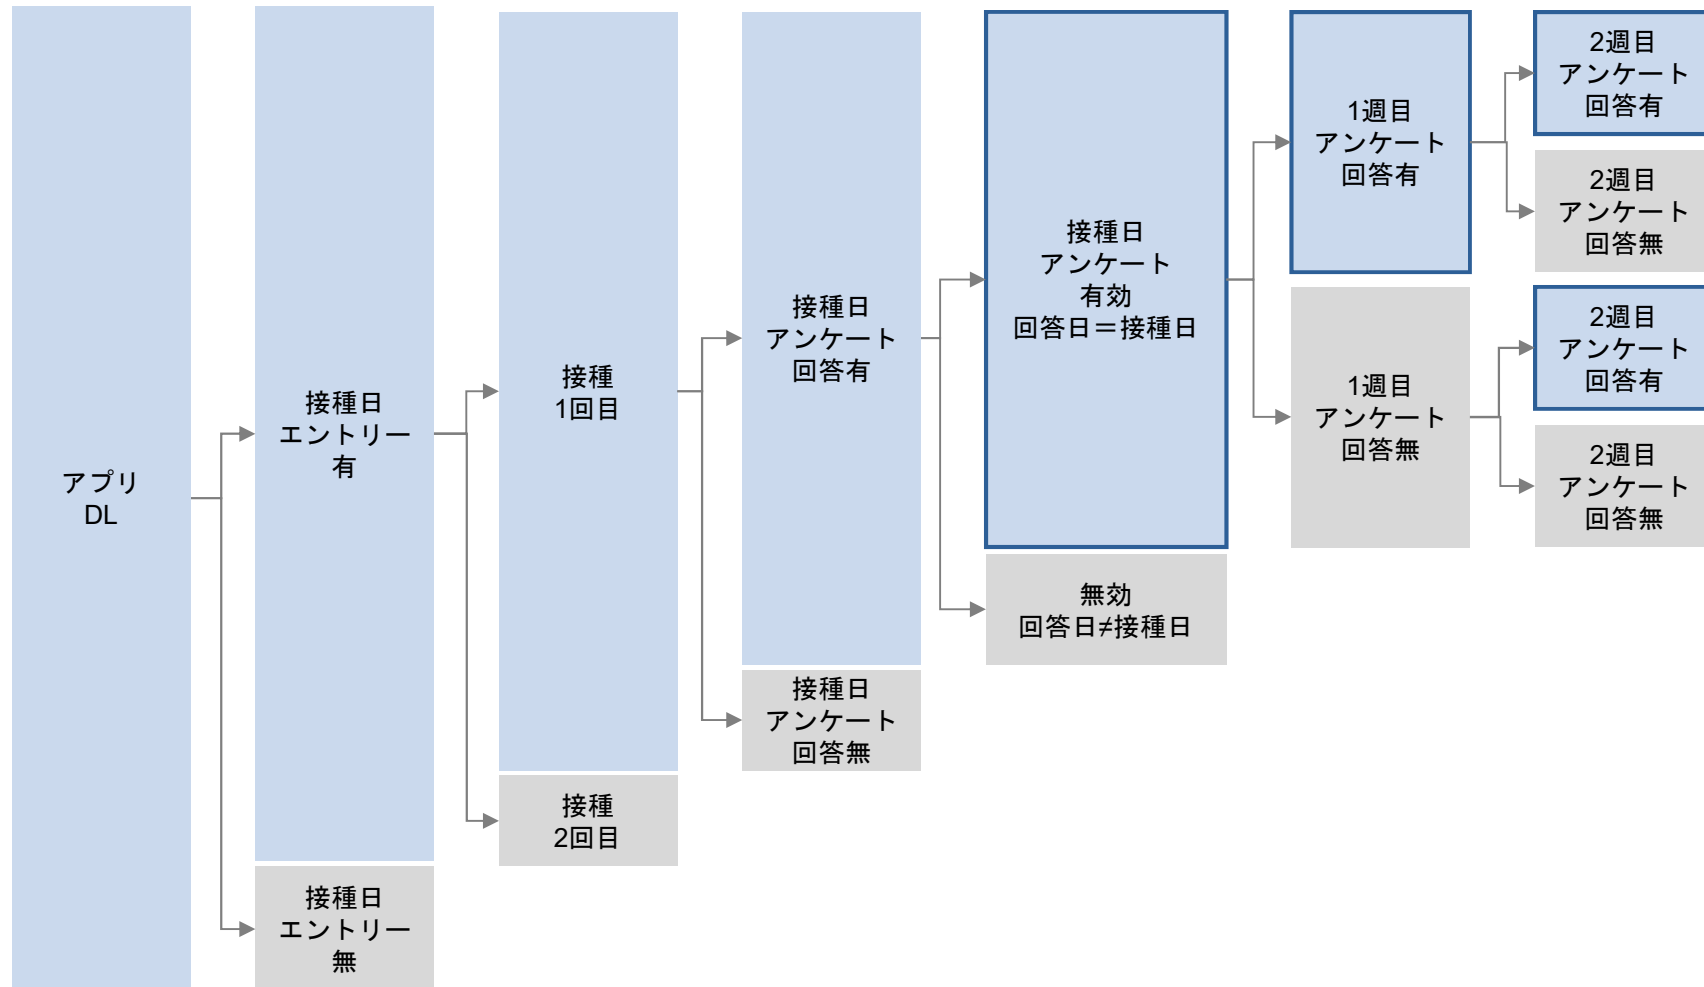 アプリ
DL
接種日
エントリー
有
接種日
エントリー
無
接種
1回目
接種
2回目
接種日
アンケート
回答有
接種日
アンケート
回答無
接種日
アンケート
有効
回答日＝接種日
無効
回答日≠接種日
1週目
アンケート
回答有
1週目
アンケート
回答無
2週目
アンケート
回答有
2週目
アンケート
回答無
2週目
アンケート
回答有
2週目
アンケート
回答無